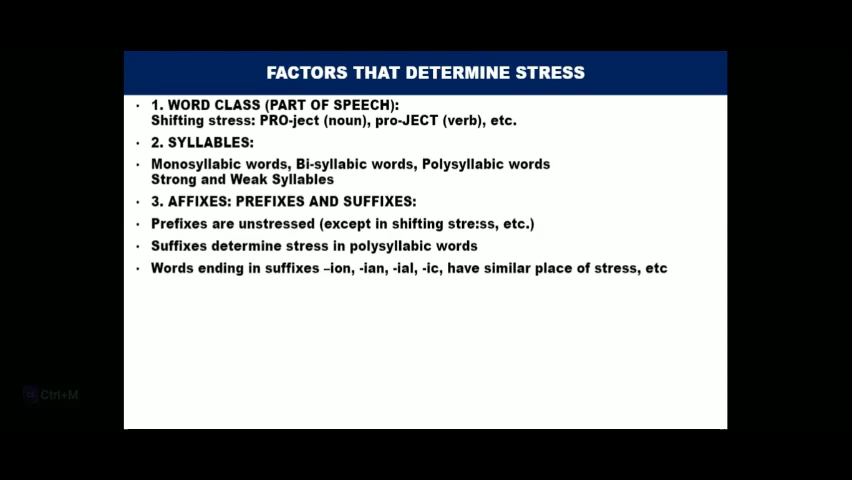 FACTORS THAT DETERMINE STRESS
· 1. WORD CLASS (PART OF SPEECH):
Shifting stress: PRO-ject (noun), pro-JECT (verb), etc.
· 2. SYLLABLES:
· Monosyllabic words, Bi-syllabic words, Polysyllabic words
Strong and Weak Syllables
· 3. AFFIXES: PREFIXES AND SUFFIXES:
· Prefixes are unstressed (except in shifting stre:ss, etc.)
· Suffixes determine stress in polysyllabic words
· Words ending in suffixes –ion, -ian, -ial, -ic, have similar place of stress, etc
Ctrl+M